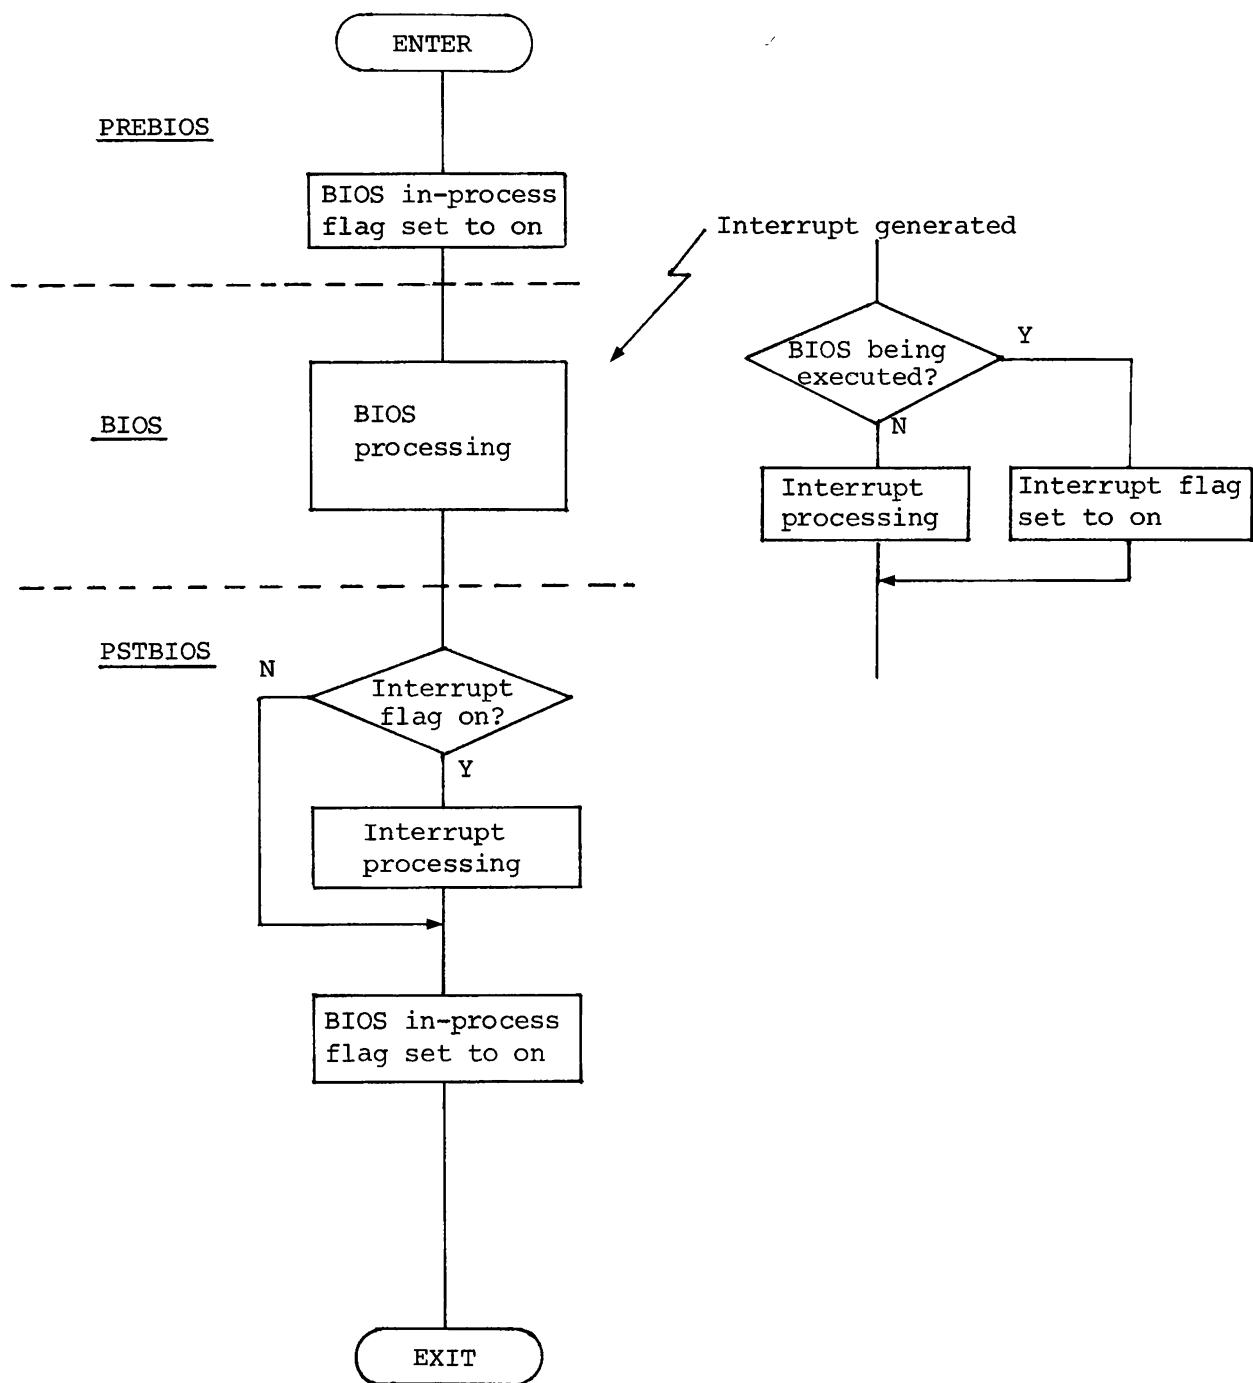 ENTER
PREBIOS
BIOS in-process
flag set to on
Interrupt generated
BIOS being
executed?
Y
N
BIOS
BIOS
processing
Interrupt
processing
Interrupt flag
set to on
PSTBIOS
N
Interrupt
flag on?
Y
Interrupt
processing
BIOS in-process
flag set to on
EXIT